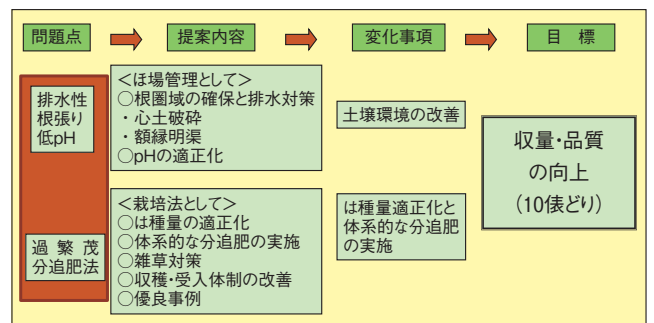 問題点
提案内容
変化事項
目 標
排水性
根張り
低pH
過 繁 茂
分追肥法
＜ほ場管理として＞
○根圏域の確保と排水対策
・心土破砕
・額縁明渠
○pHの適正化
＜栽培法として＞
○は種量の適正化
○体系的な分追肥の実施
○雑草対策
○収穫・受入体制の改善
○優良事例
土壌環境の改善
は種量適正化と
体系的な分追肥
の実施
収量・品質
の向上
(10俵どり)